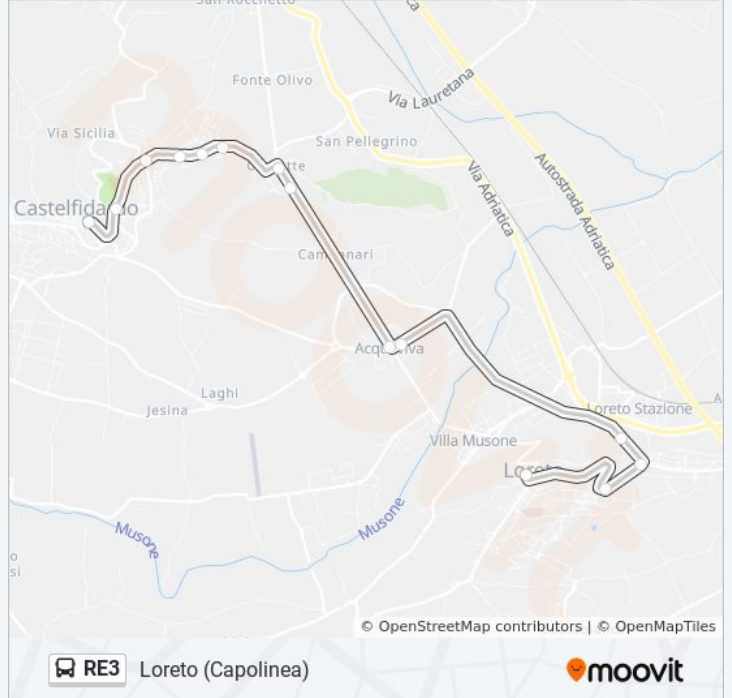 San Rocchetto
Fonte Olivo
Via Lauretana
Via Sicilia
San Pellegrino
Via Adriatica
Autostrada Adriatica
Castelfidardo
Campanari
Acquaviva
Laghi
Jesina
Loreto Stazione
Villa Musone
Loreto
Musone
Musone
© OpenStreetMap contributors | © OpenMapTiles
RE3 Loreto (Capolinea)
moovit